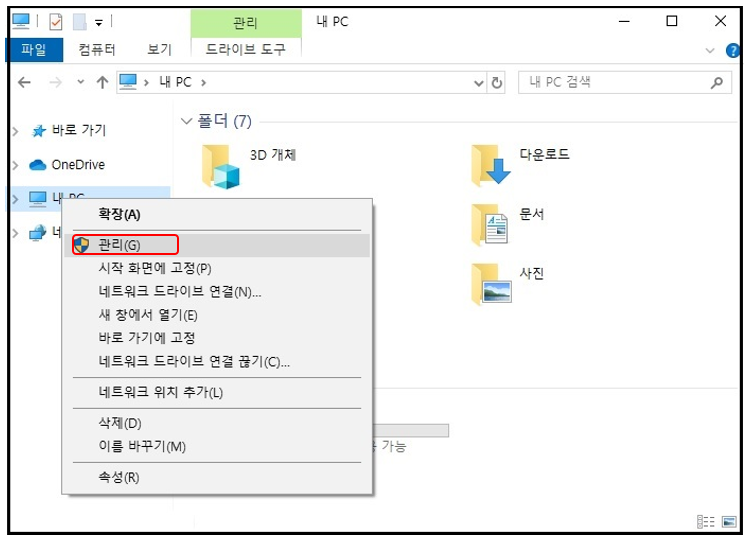 관리
내 PC
파일
컴퓨터
보기
드라이브 도구
?
내 PC
내 PC 검색
바로 가기
OneDrive
내 PC
네
폴더 (7)
3D 개체
다운로드
문서
사진
확장(A)
관리(G)
시작 화면에 고정(P)
네트워크 드라이브 연결(N)...
새 창에서 열기(E)
바로 가기에 고정
네트워크 드라이브 연결 끊기(C)...
네트워크 위치 추가(L)
삭제(D)
이름 바꾸기(M)
속성(R)
가능